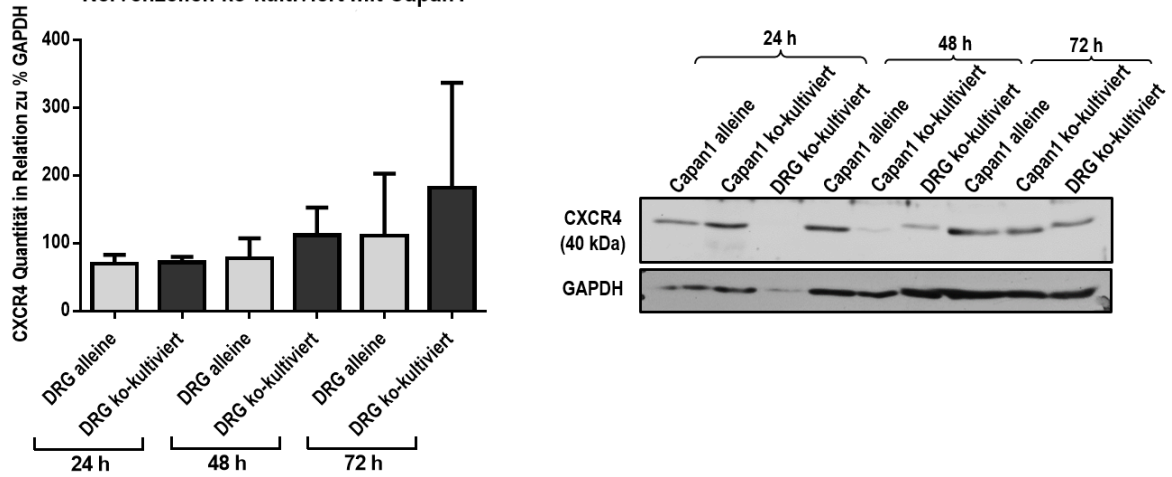 CXCR4 Quantität in Relation zu % GAPDH
400
300
200
100
0
DRG alleine
DRG ko-kultiviert
DRG alleine
DRG ko-kultiviert
DRG alleine
DRG ko-kultiviert
24 h
48 h
72 h
24 h
48 h
72 h
Capan1 alleine
Capan1 ko-kultiviert
DRG ko-kultiviert
Capan1 alleine
Capan1 ko-kultiviert
DRG ko-kultiviert
Capan1 alleine
Capan1 ko-kultiviert
DRG ko-kultiviert
CXCR4
(40 kDa)
GAPDH